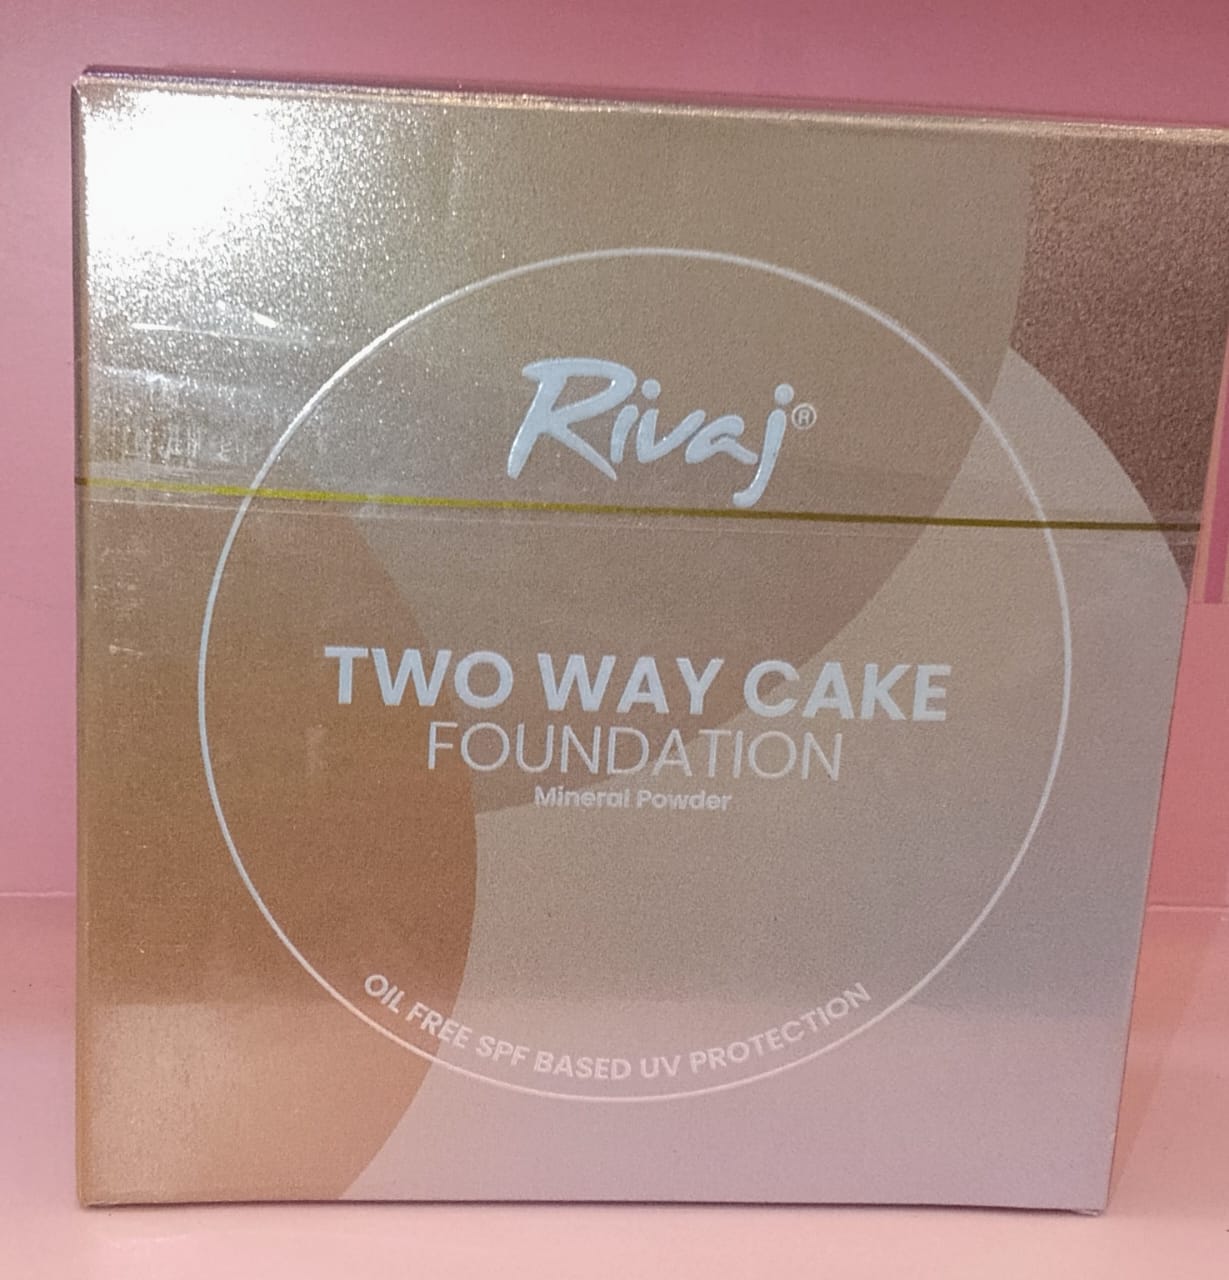 Rivaj®
TWO WAY CAKE
FOUNDATION
Mineral Powder
OIL FREE SPF BASED UV PROTECTION